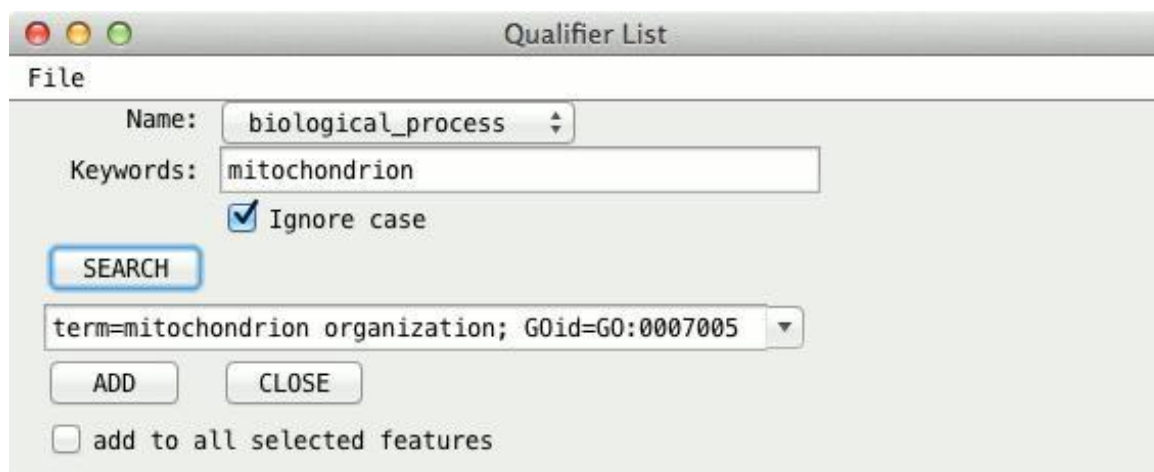 Qualifier List
File
Name: biological_process
Keywords: mitochondrion
Ignore case
SEARCH
term=mitochondrion organization; GOid=GO:0007005
ADD CLOSE
add to all selected features